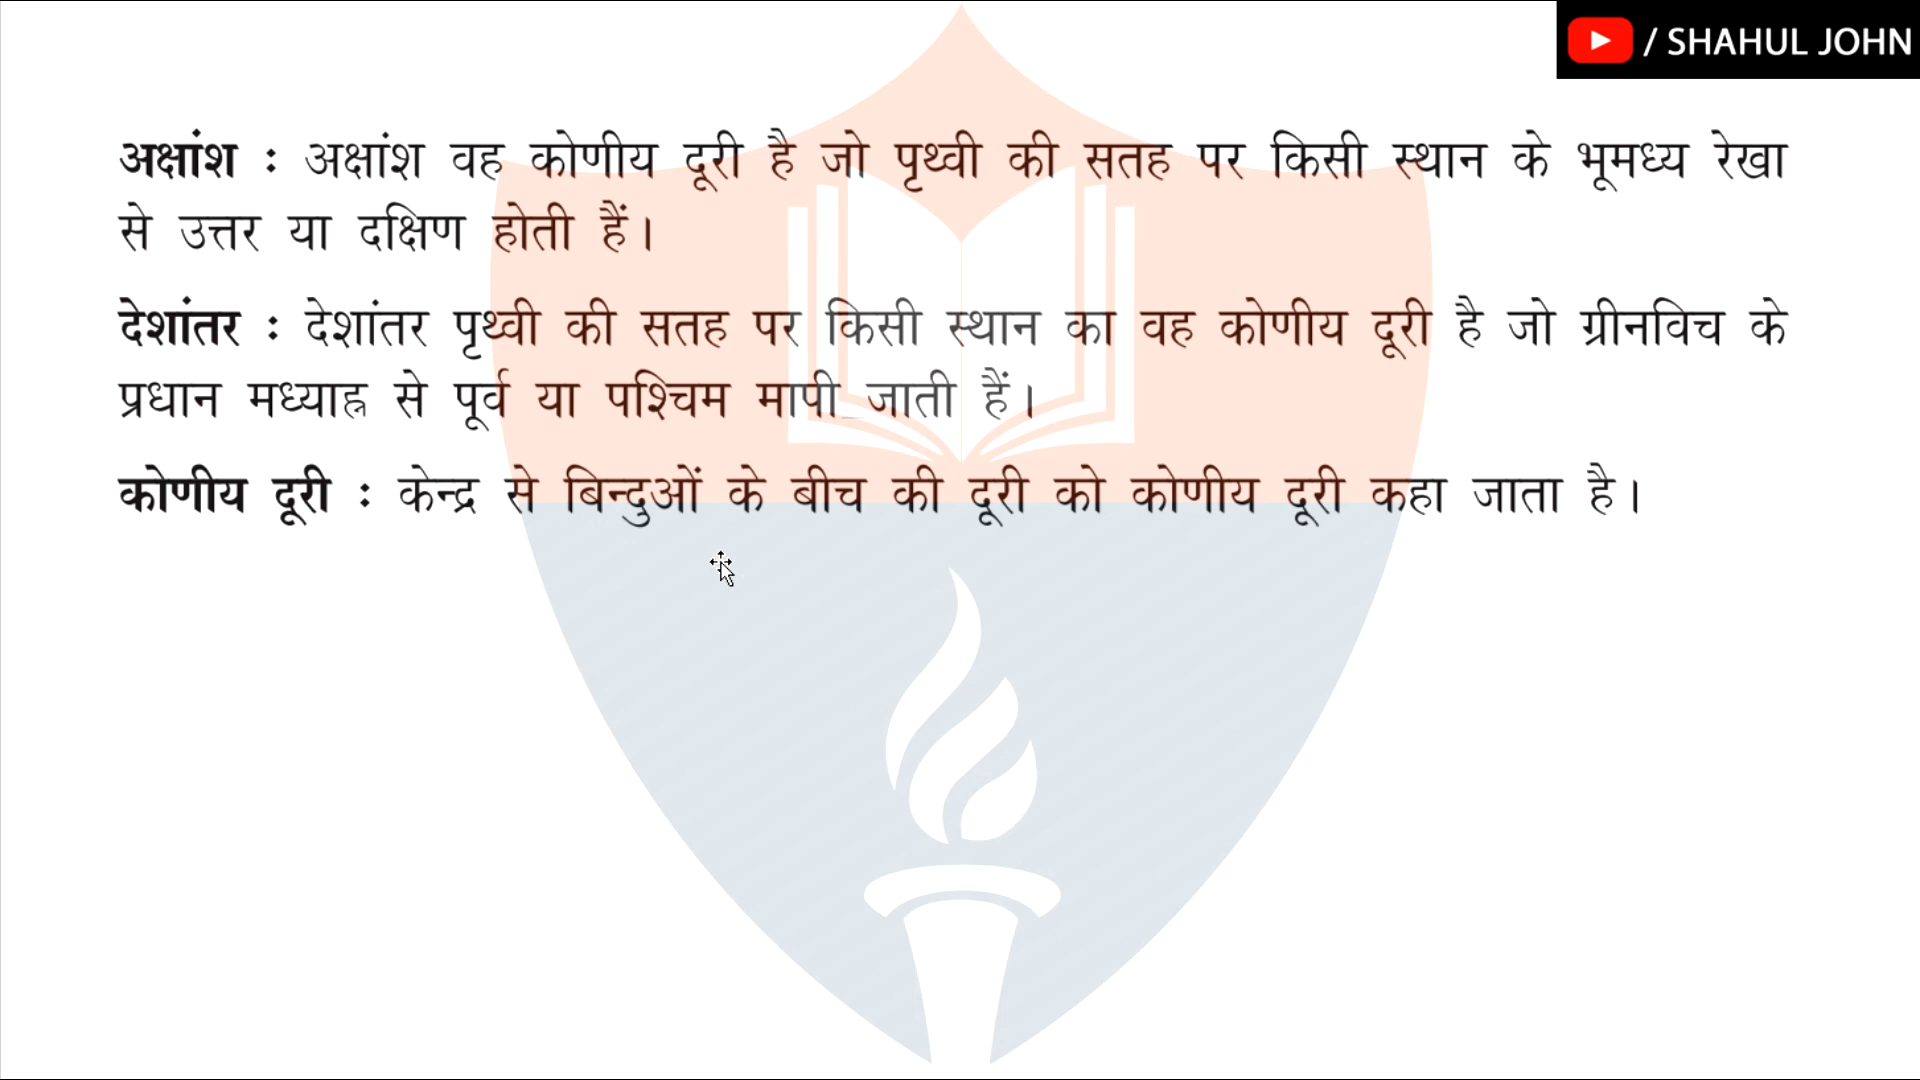 / SHAHUL JOHN
अक्षांश : अक्षांश वह कोणीय दूरी है जो पृथ्वी की सतह पर किसी स्थान के भूमध्य रेखा
से उत्तर या दक्षिण होती हैं।
देशांतर : देशांतर पृथ्वी की सतह पर किसी स्थान का वह कोणीय दूरी है जो ग्रीनविच के
प्रधान मध्याह्न से पूर्व या पश्चिम मापी जाती हैं।
कोणीय दूरी : केन्द्र से बिन्दुओं के बीच की दूरी को कोणीय दूरी कहा जाता है।